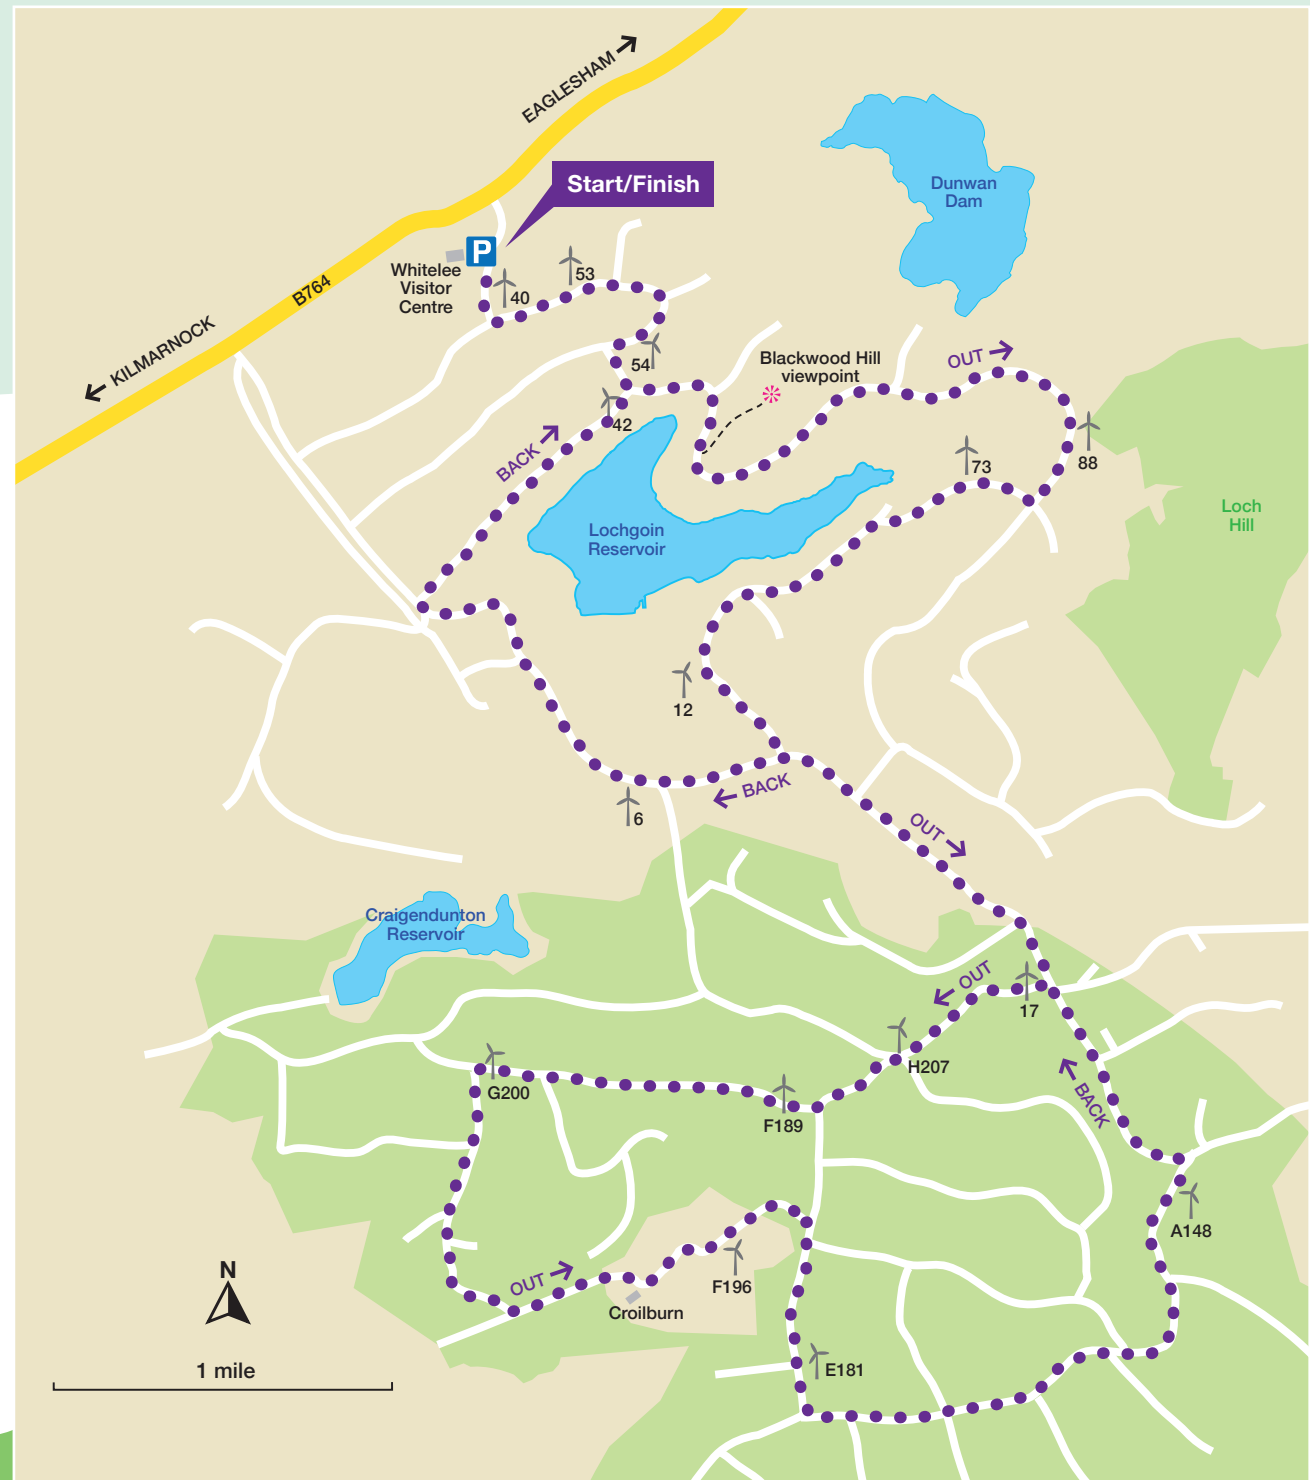 EAGLESHAM
Start/Finish
P
Dunwan
Dam
Whitelee
Visitor
Centre
40
53
B764
KILMARNOCK
54
Blackwood Hill
viewpoint
OUT
42
BACK
88
73
Loch
Hill
Lochgoin
Reservoir
12
BACK
6
OUT
Craigendunton
Reservoir
OUT
17
H207
G200
F189
BACK
A148
N
OUT
F196
Croilburn
1 mile
E181